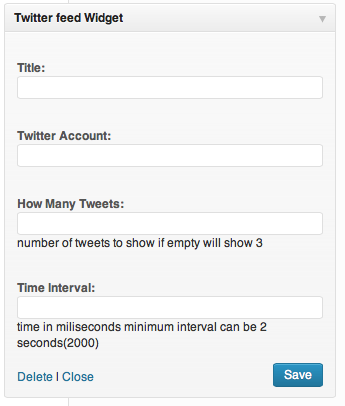 Twitter feed Widget
Title:
Twitter Account:
How Many Tweets:
number of tweets to show if empty will show 3
Time Interval:
time in miliseconds minimum interval can be 2
seconds(2000)
Delete | Close
Save